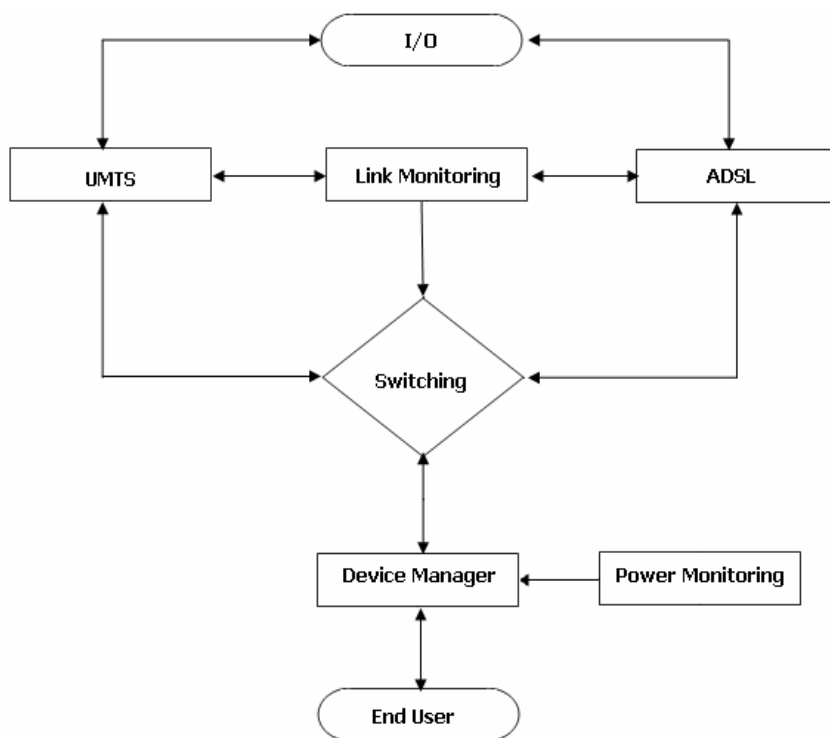 I/O
UMTS
Link Monitoring
ADSL
Switching
Device Manager
Power Monitoring
End User